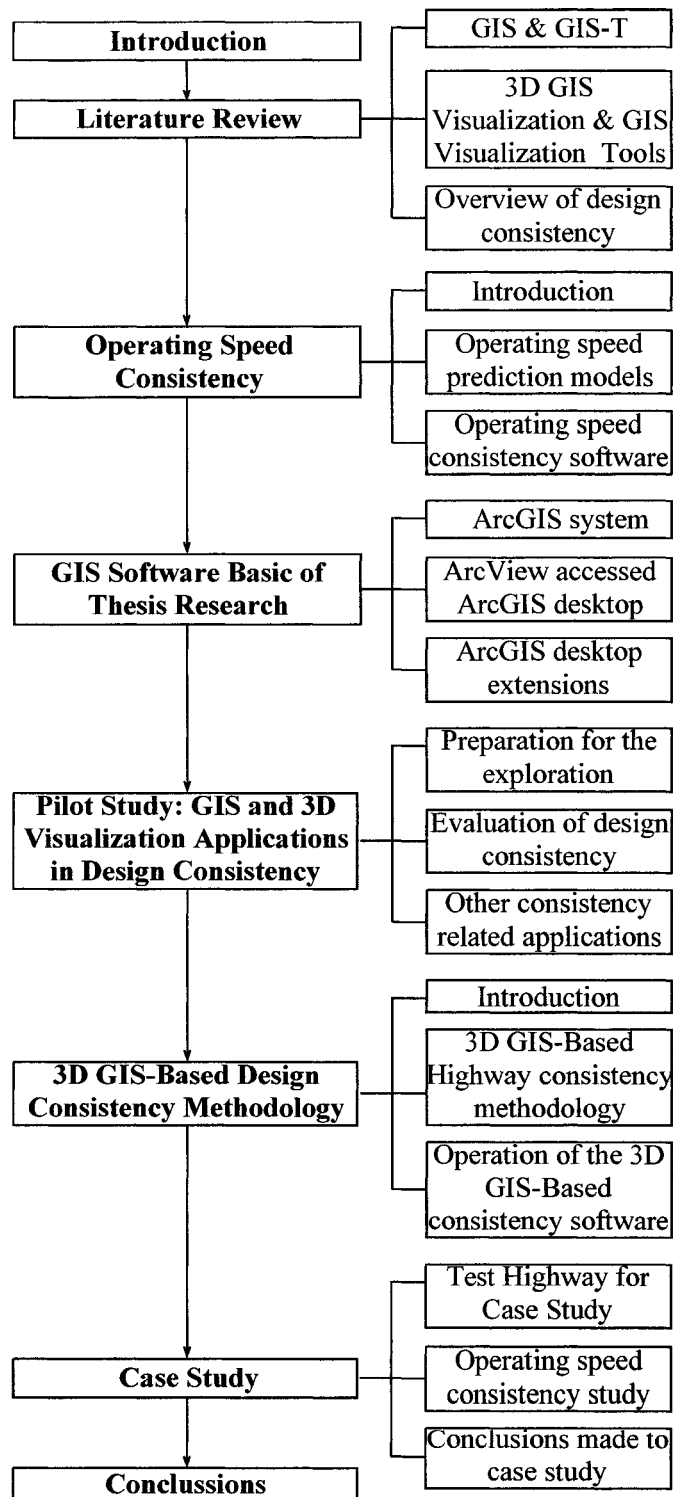 Introduction
Literature Review
GIS & GIS-T
3D GIS
Visualization & GIS
Visualization Tools
Overview of design
consistency
Operating Speed
Consistency
Introduction
Operating speed
prediction models
Operating speed
consistency software
GIS Software Basic of
Thesis Research
ArcGIS system
ArcView accessed
ArcGIS desktop
ArcGIS desktop
extensions
Pilot Study: GIS and 3D
Visualization Applications
in Design Consistency
Preparation for the
exploration
Evaluation of design
consistency
Other consistency
related applications
3D GIS-Based Design
Consistency Methodology
Introduction
3D GIS-Based
Highway consistency
methodology
Operation of the 3D
GIS-Based
consistency software
Case Study
Test Highway for
Case Study
Operating speed
consistency study
Conclusions made to
case study
Conclussions